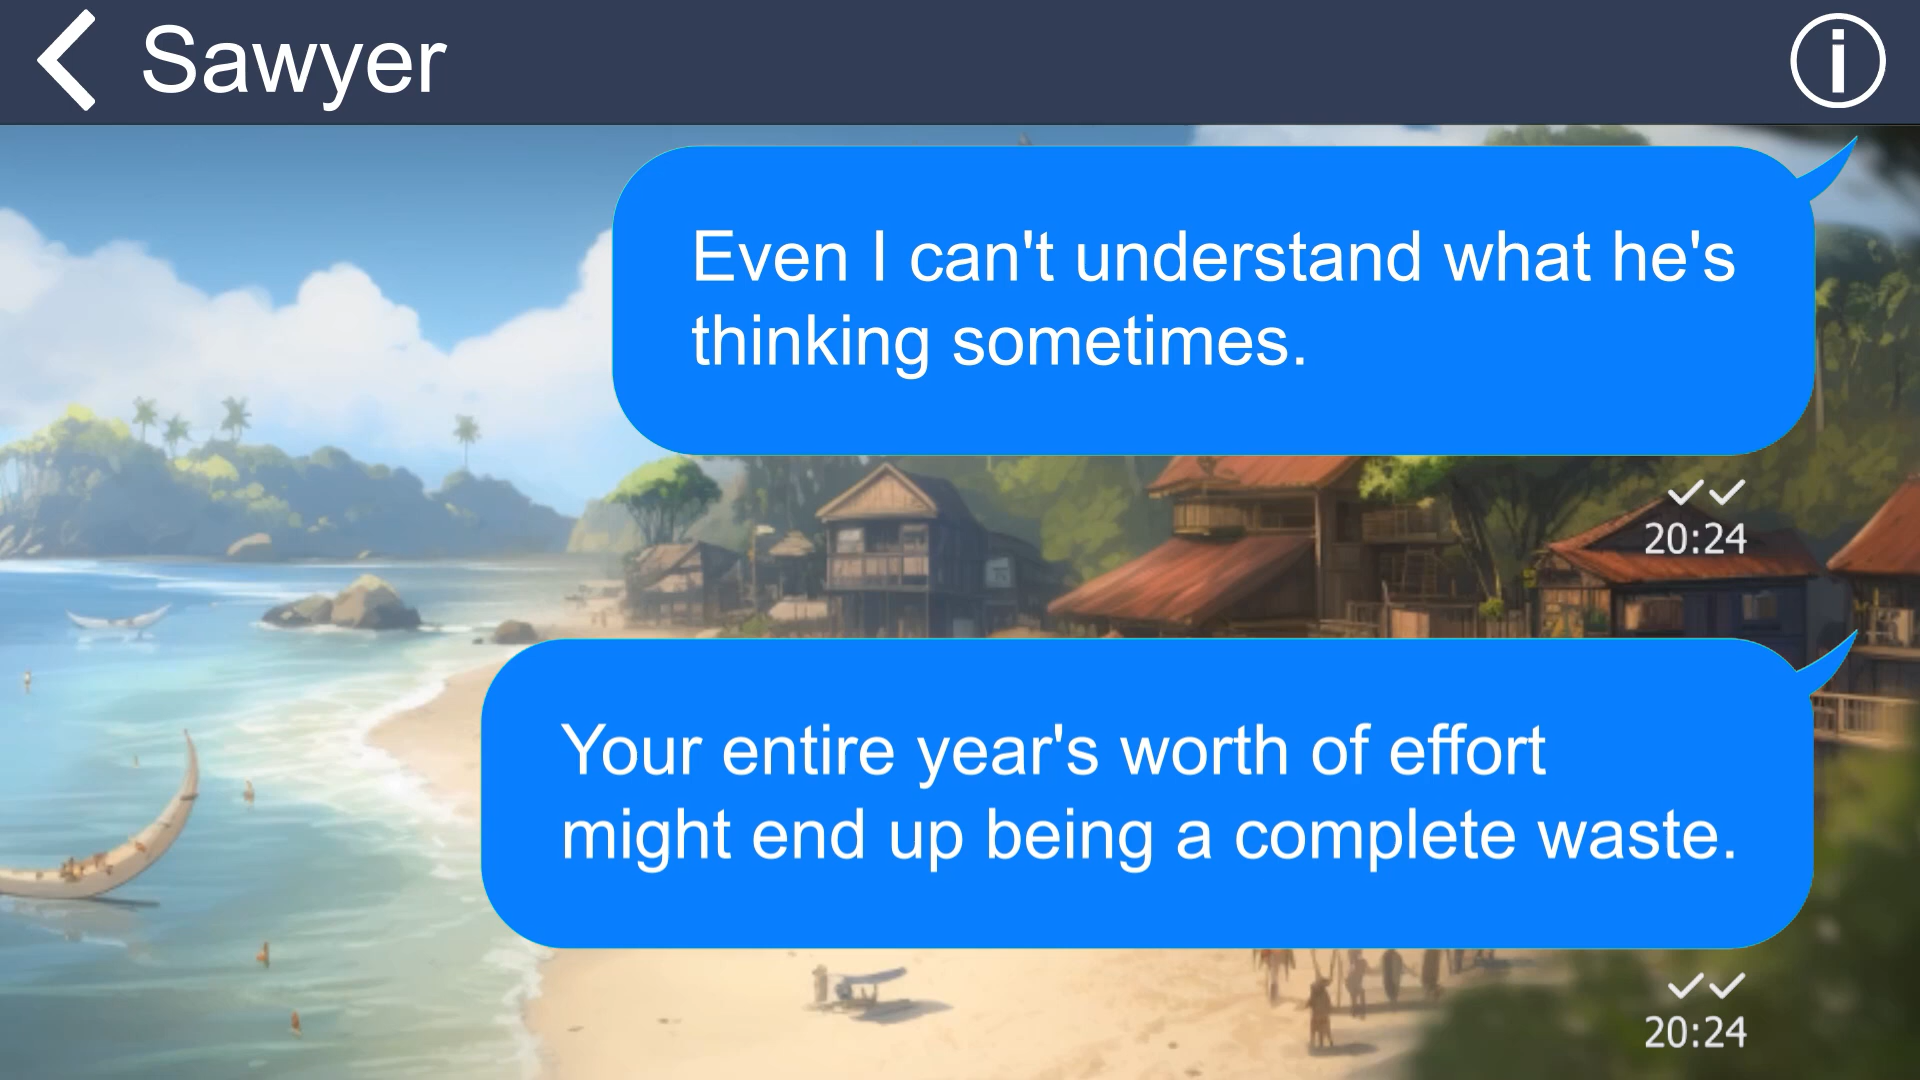 Sawyer
Even I can't understand what he's
thinking sometimes.
20:24
Your entire year's worth of effort
might end up being a complete waste.
20:24